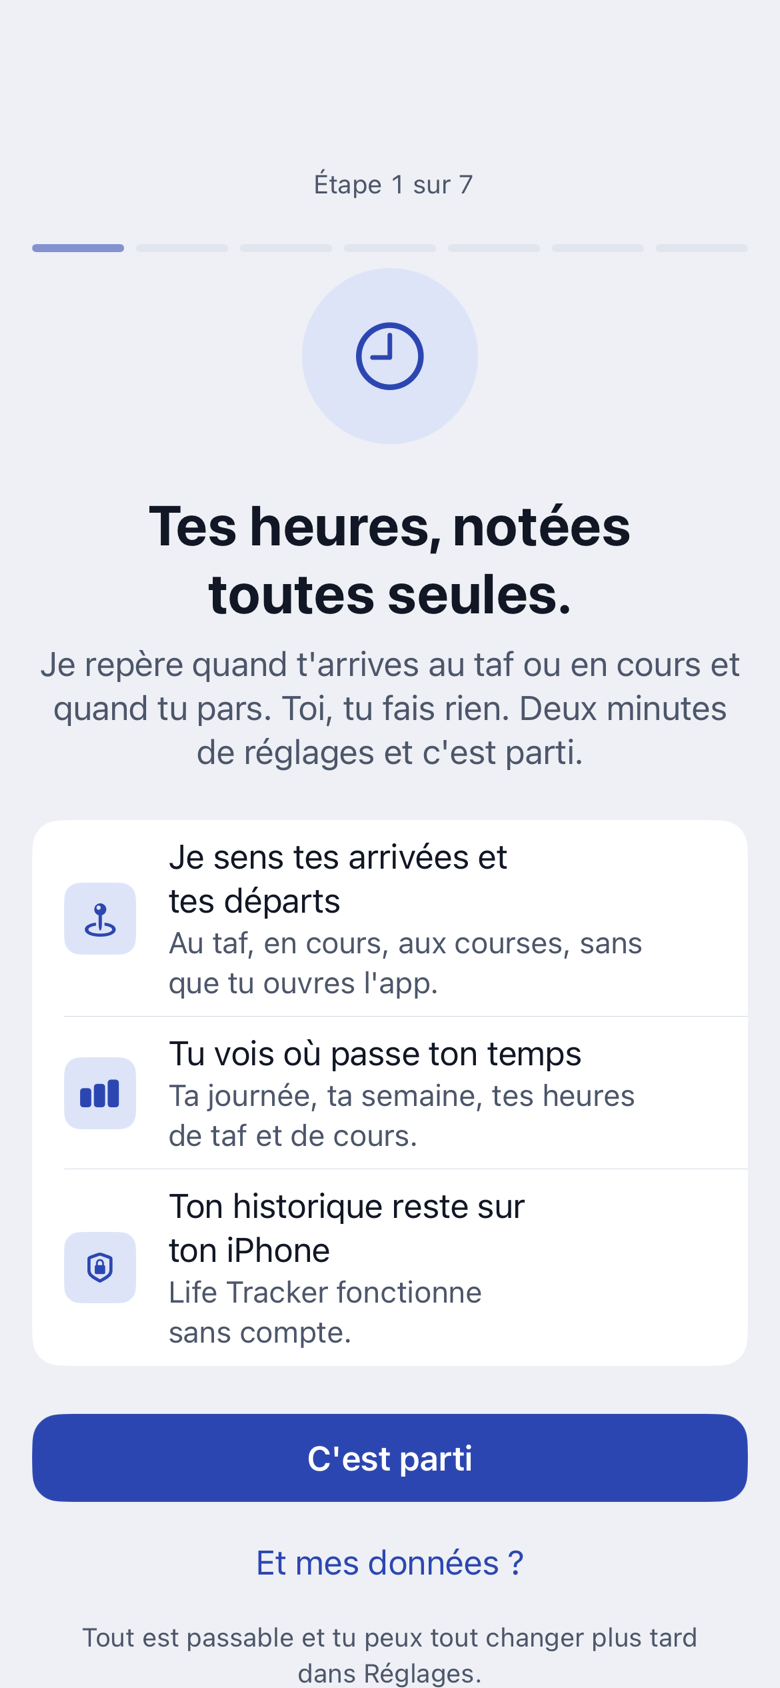 Étape 1 sur 7
Tes heures, notées
toutes seules.
Je repère quand t'arrives au taf ou en cours et
quand tu pars. Toi, tu fais rien. Deux minutes
de réglages et c'est parti.
Je sens tes arrivées et
tes départs
Au taf, en cours, aux courses, sans
que tu ouvres l'app.
Tu vois où passe ton temps
Ta journée, ta semaine, tes heures
de taf et de cours.
Ton historique reste sur
ton iPhone
Life Tracker fonctionne
sans compte.
C'est parti
Et mes données ?
Tout est passable et tu peux tout changer plus tard
dans Réglages.